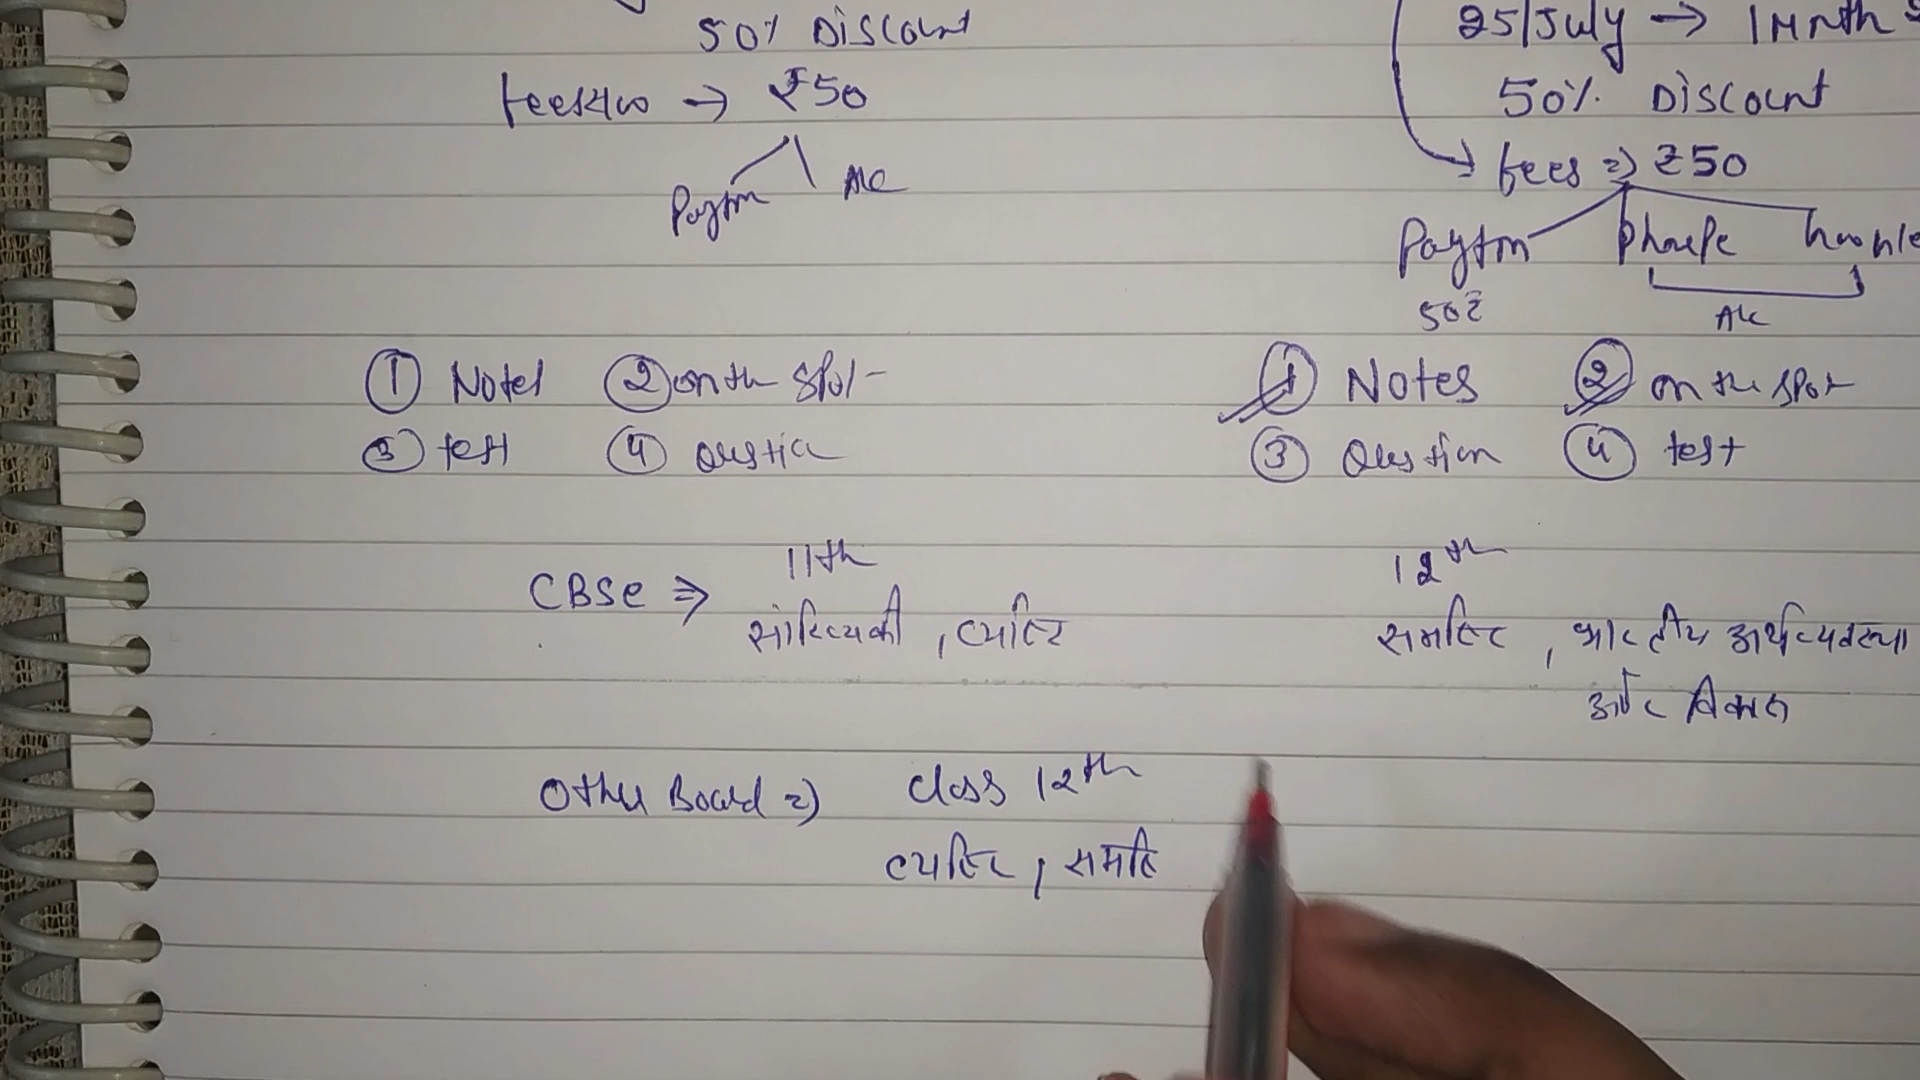 50% Discount
25/July → 1 Month
fees → ₹50
50% Discount
fees ⇒ ₹50
Paytm A/c
Paytm PhonePe
50₹ A/c
① Notes ② on the spot
① Notes ② on the spot
③ test ④ Question
③ Question ④ test
11th
12th
CBSE ⇒ सांख्यिकी , व्यष्टि
समष्टि , भारतीय अर्थव्यवस्था
और विकास
Other Board ⇒ Class 12th
व्यष्टि , समष्टि